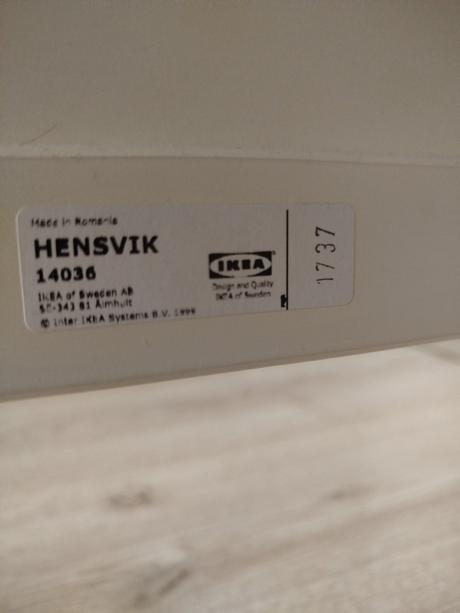 Made in Romania
HENSVIK
14036
IKEA of Sweden AB
SE-343 81 Älmhult
© Inter IKEA Systems B.V. 1999
IKEA
Design and Quality
IKEA of Sweden
1737